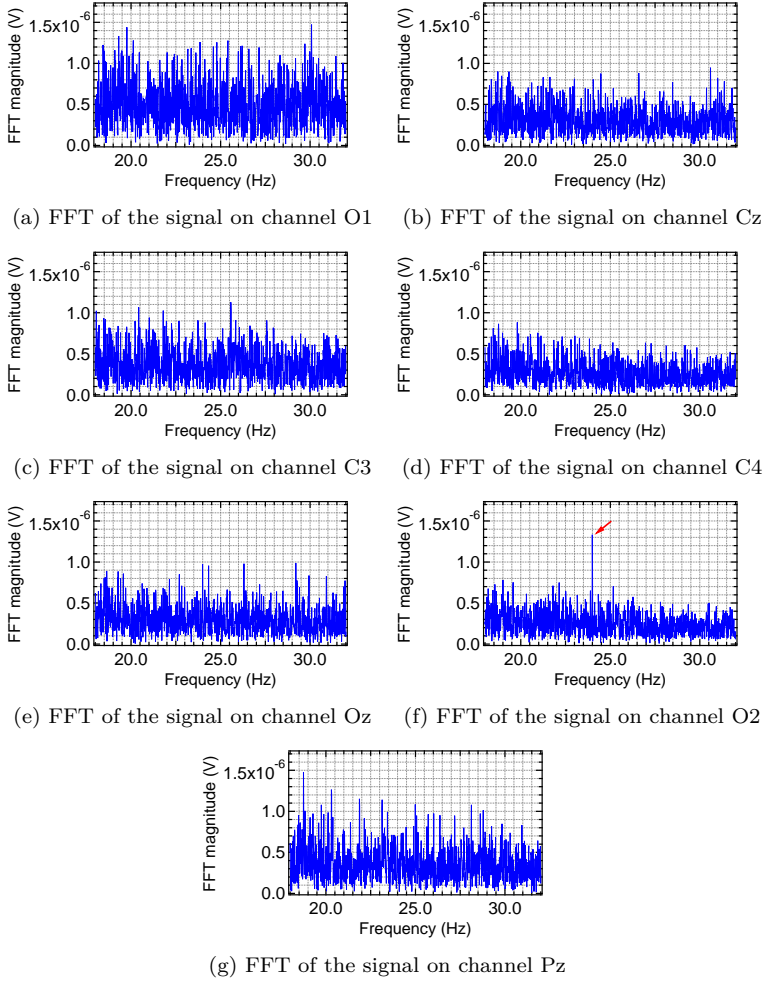 FFT magnitude (V)
1.5x10-6
1.0
0.5
0.0
20.0 25.0 30.0
Frequency (Hz)
(a) FFT of the signal on channel O1
FFT magnitude (V)
1.5x10-6
1.0
0.5
0.0
20.0 25.0 30.0
Frequency (Hz)
(b) FFT of the signal on channel Cz
FFT magnitude (V)
1.5x10-6
1.0
0.5
0.0
20.0 25.0 30.0
Frequency (Hz)
(c) FFT of the signal on channel C3
FFT magnitude (V)
1.5x10-6
1.0
0.5
0.0
20.0 25.0 30.0
Frequency (Hz)
(d) FFT of the signal on channel C4
FFT magnitude (V)
1.5x10-6
1.0
0.5
0.0
20.0 25.0 30.0
Frequency (Hz)
(e) FFT of the signal on channel Oz
FFT magnitude (V)
1.5x10-6
1.0
0.5
0.0
20.0 25.0 30.0
Frequency (Hz)
(f) FFT of the signal on channel O2
FFT magnitude (V)
1.5x10-6
1.0
0.5
0.0
20.0 25.0 30.0
Frequency (Hz)
(g) FFT of the signal on channel Pz